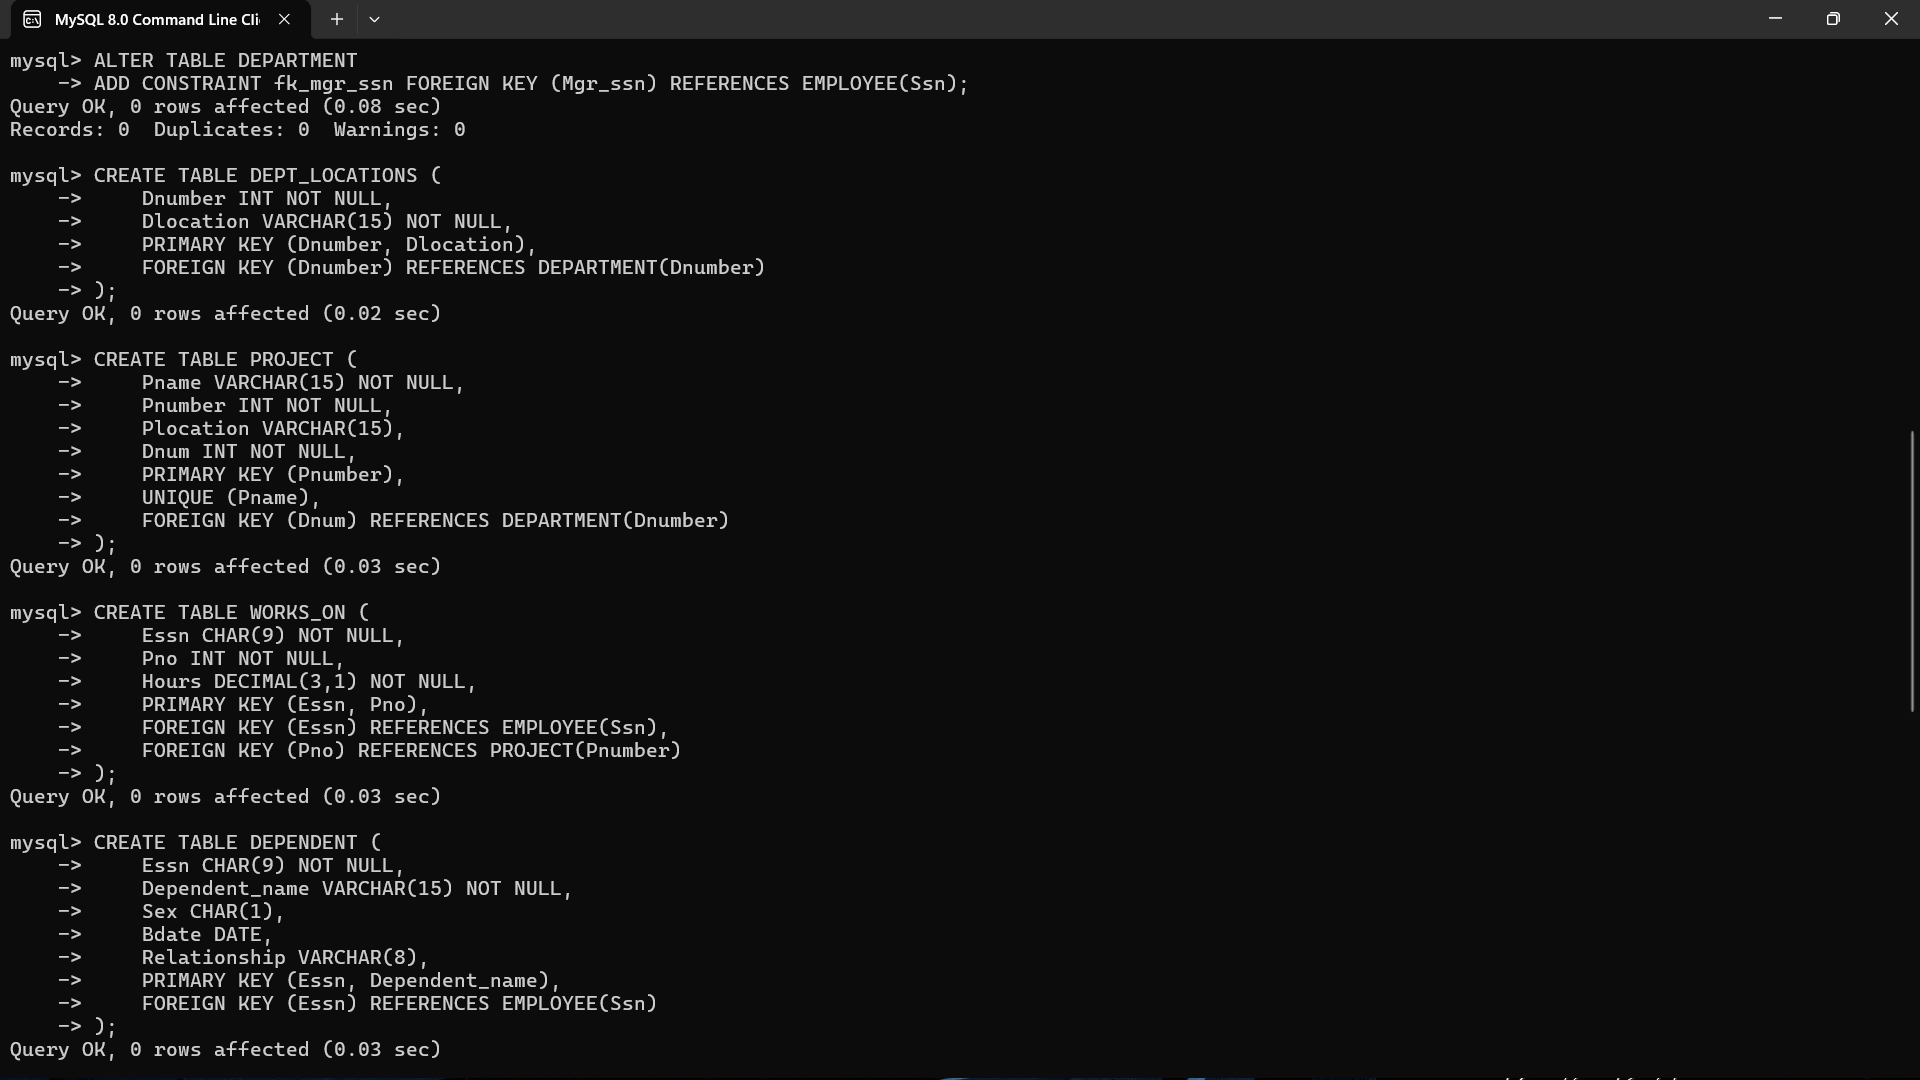 MySQL 8.0 Command Line Cli
mysql> ALTER TABLE DEPARTMENT
    -> ADD CONSTRAINT fk_mgr_ssn FOREIGN KEY (Mgr_ssn) REFERENCES EMPLOYEE(Ssn);
Query OK, 0 rows affected (0.08 sec)
Records: 0  Duplicates: 0  Warnings: 0

mysql> CREATE TABLE DEPT_LOCATIONS (
    ->     Dnumber INT NOT NULL,
    ->     Dlocation VARCHAR(15) NOT NULL,
    ->     PRIMARY KEY (Dnumber, Dlocation),
    ->     FOREIGN KEY (Dnumber) REFERENCES DEPARTMENT(Dnumber)
    -> );
Query OK, 0 rows affected (0.02 sec)

mysql> CREATE TABLE PROJECT (
    ->     Pname VARCHAR(15) NOT NULL,
    ->     Pnumber INT NOT NULL,
    ->     Plocation VARCHAR(15),
    ->     Dnum INT NOT NULL,
    ->     PRIMARY KEY (Pnumber),
    ->     UNIQUE (Pname),
    ->     FOREIGN KEY (Dnum) REFERENCES DEPARTMENT(Dnumber)
    -> );
Query OK, 0 rows affected (0.03 sec)

mysql> CREATE TABLE WORKS_ON (
    ->     Essn CHAR(9) NOT NULL,
    ->     Pno INT NOT NULL,
    ->     Hours DECIMAL(3,1) NOT NULL,
    ->     PRIMARY KEY (Essn, Pno),
    ->     FOREIGN KEY (Essn) REFERENCES EMPLOYEE(Ssn),
    ->     FOREIGN KEY (Pno) REFERENCES PROJECT(Pnumber)
    -> );
Query OK, 0 rows affected (0.03 sec)

mysql> CREATE TABLE DEPENDENT (
    ->     Essn CHAR(9) NOT NULL,
    ->     Dependent_name VARCHAR(15) NOT NULL,
    ->     Sex CHAR(1),
    ->     Bdate DATE,
    ->     Relationship VARCHAR(8),
    ->     PRIMARY KEY (Essn, Dependent_name),
    ->     FOREIGN KEY (Essn) REFERENCES EMPLOYEE(Ssn)
    -> );
Query OK, 0 rows affected (0.03 sec)